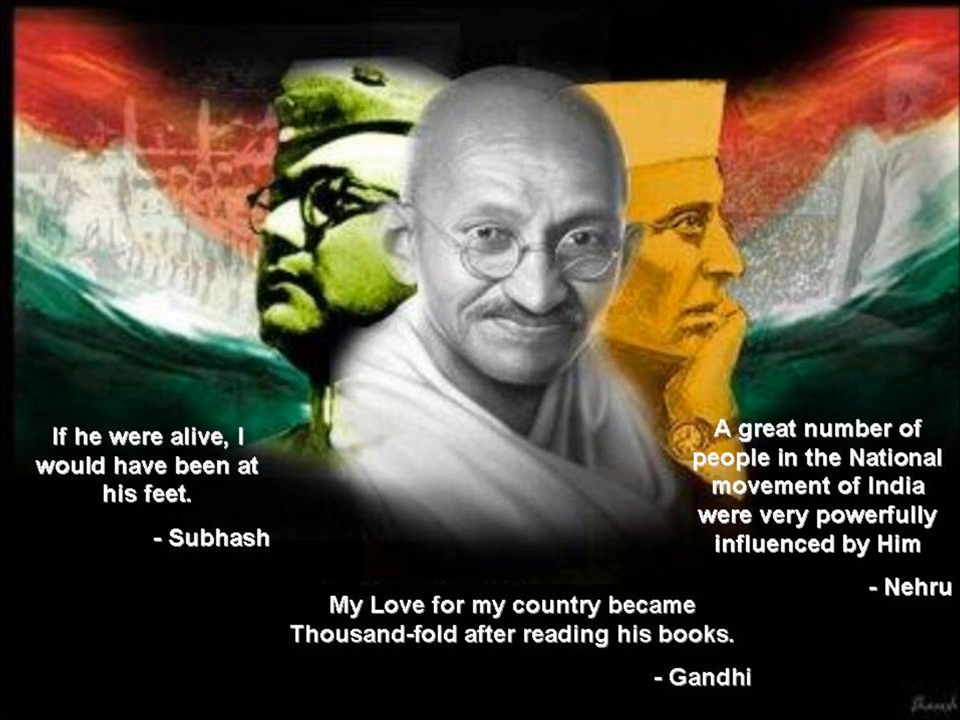 If he were alive, I
would have been at
his feet.
- Subhash
A great number of
people in the National
movement of India
were very powerfully
influenced by Him
- Nehru
My Love for my country became
Thousand-fold after reading his books.
- Gandhi